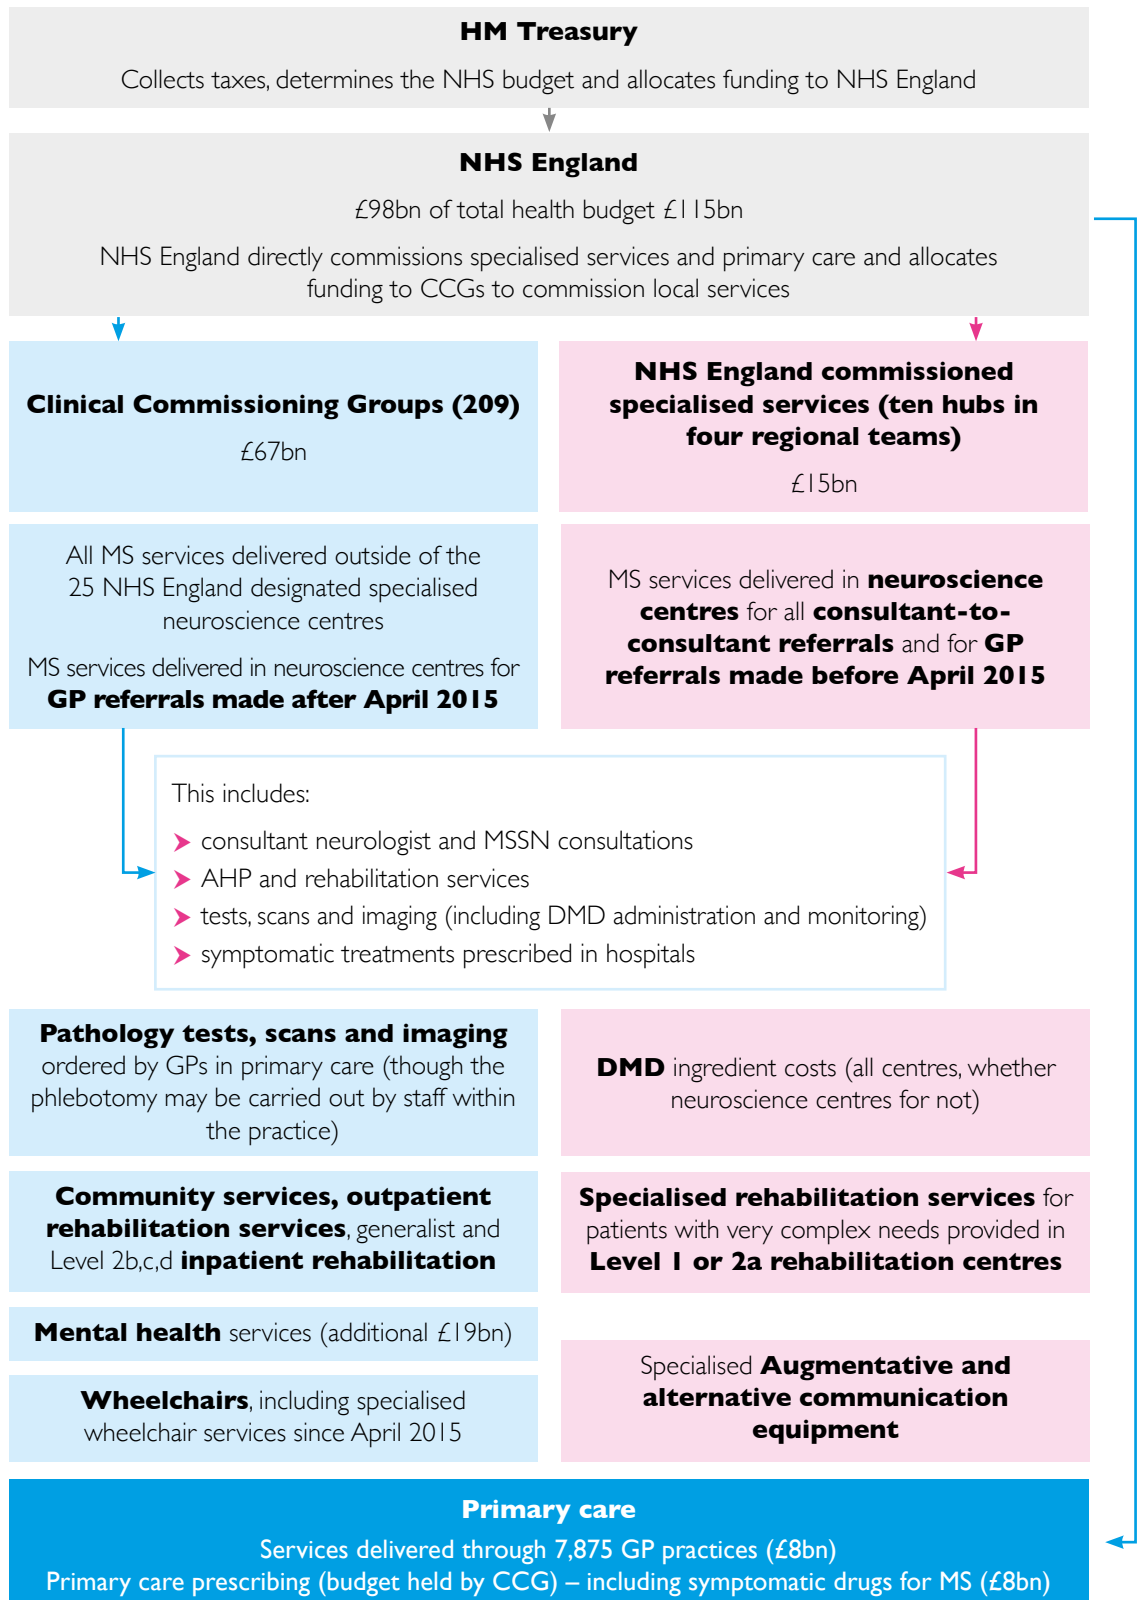 HM Treasury
Collects taxes, determines the NHS budget and allocates funding to NHS England
NHS England
£98bn of total health budget £115bn
NHS England directly commissions specialised services and primary care and allocates
funding to CCGs to commission local services
Clinical Commissioning Groups (209)
£67bn
NHS England commissioned
specialised services (ten hubs in
four regional teams)
£15bn
All MS services delivered outside of the
25 NHS England designated specialised
neuroscience centres
MS services delivered in neuroscience centres for
GP referrals made after April 2015
MS services delivered in neuroscience
centres for all consultant-to-
consultant referrals and for GP
referrals made before April 2015
This includes:
➤ consultant neurologist and MSSN consultations
➤ AHP and rehabilitation services
➤ tests, scans and imaging (including DMD administration and monitoring)
➤ symptomatic treatments prescribed in hospitals
Pathology tests, scans and imaging
ordered by GPs in primary care (though the
phlebotomy may be carried out by staff within
the practice)
DMD ingredient costs (all centres, whether
neuroscience centres for not)
Community services, outpatient
rehabilitation services, generalist and
Level 2b,c,d inpatient rehabilitation
Specialised rehabilitation services for
patients with very complex needs provided in
Level 1 or 2a rehabilitation centres
Mental health services (additional £19bn)
Wheelchairs, including specialised
wheelchair services since April 2015
Specialised Augmentative and
alternative communication
equipment
Primary care
Services delivered through 7,875 GP practices (£8bn)
Primary care prescribing (budget held by CCG) – including symptomatic drugs for MS (£8bn)